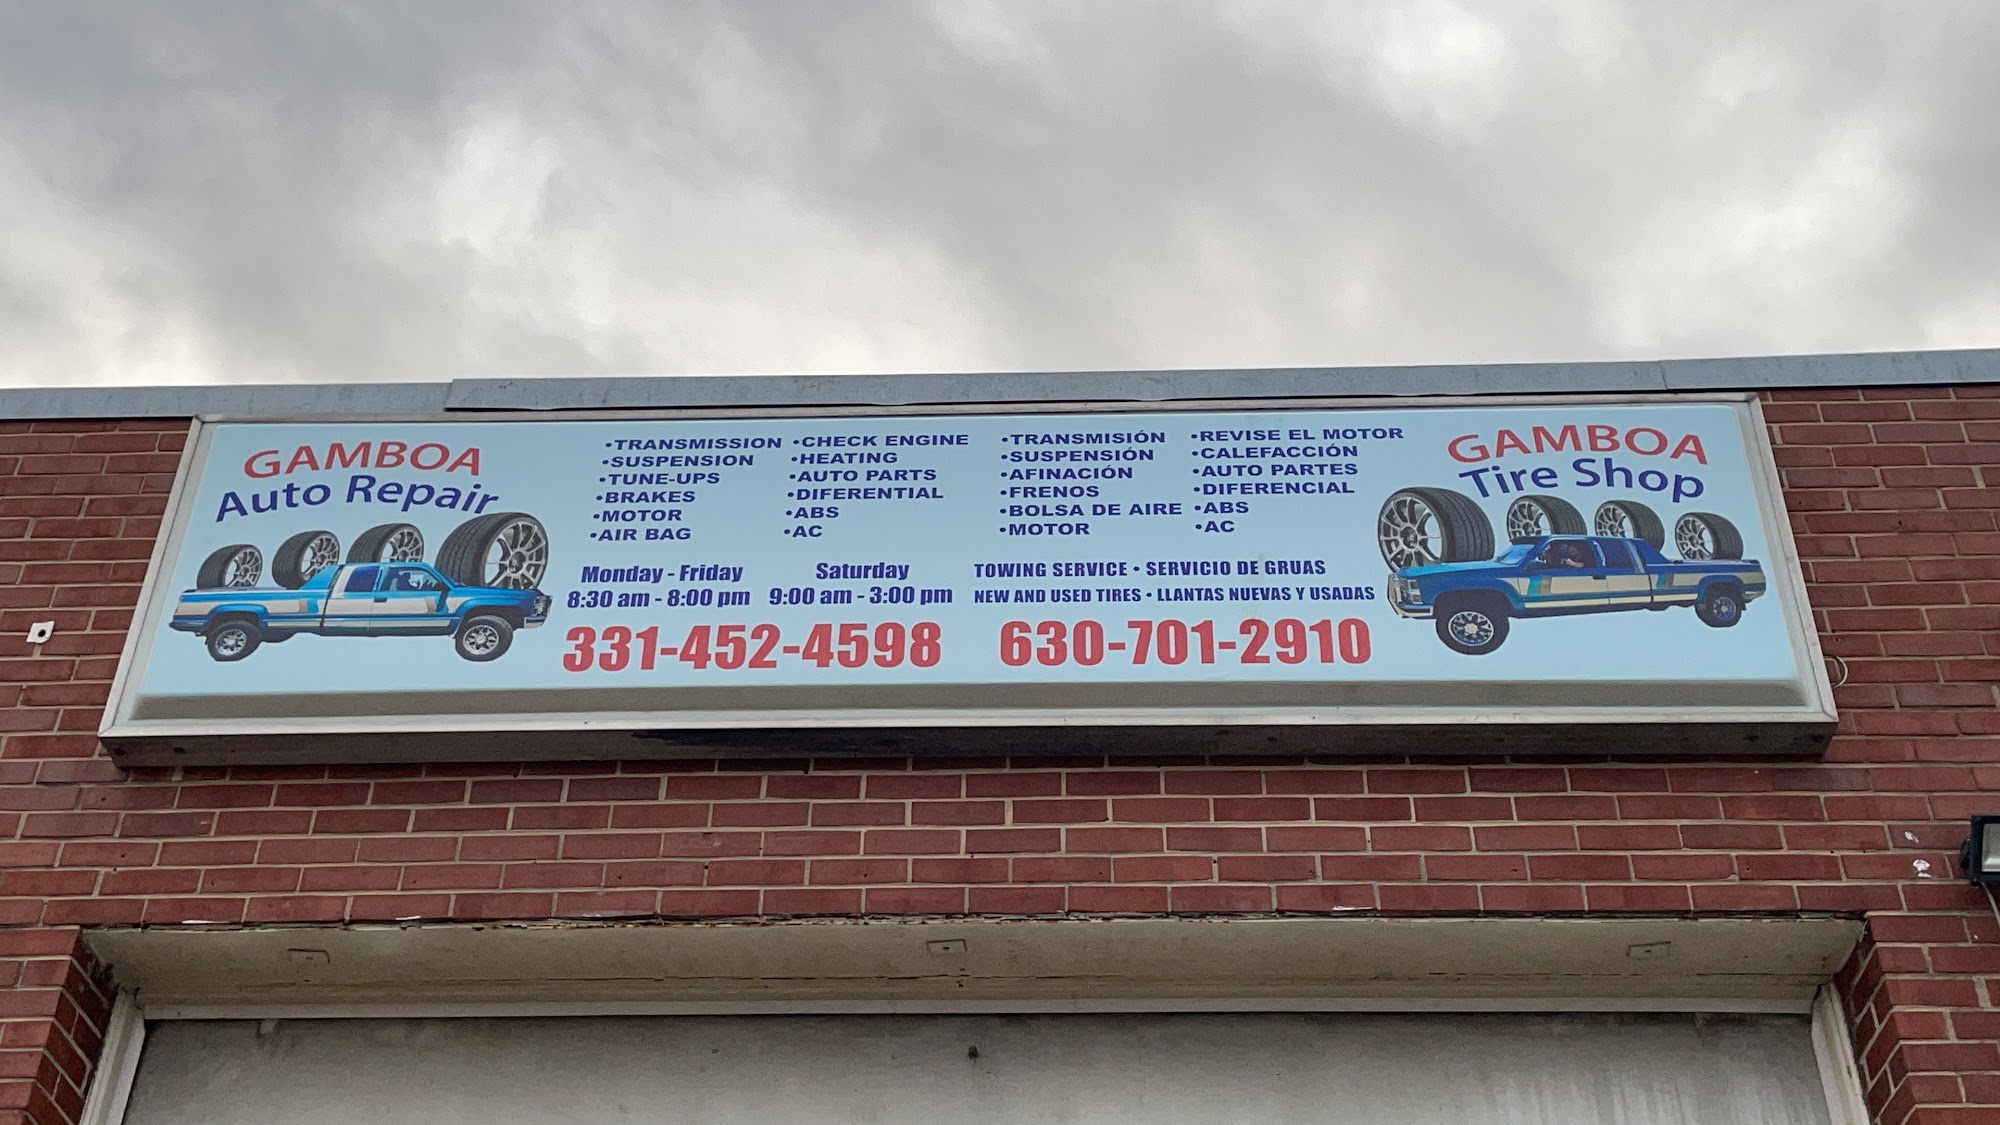 GAMBOA
Auto Repair
•TRANSMISSION
•SUSPENSION
•TUNE-UPS
•BRAKES
•MOTOR
•AIR BAG
•CHECK ENGINE
•HEATING
•AUTO PARTS
•DIFERENTIAL
•ABS
•AC
Monday - Friday
8:30 am - 8:00 pm
Saturday
9:00 am - 3:00 pm
331-452-4598
•TRANSMISIÓN
•SUSPENSIÓN
•AFINACIÓN
•FRENOS
•BOLSA DE AIRE
•MOTOR
•REVISE EL MOTOR
•CALEFACCIÓN
•AUTO PARTES
•DIFERENCIAL
•ABS
•AC
TOWING SERVICE • SERVICIO DE GRUAS
NEW AND USED TIRES • LLANTAS NUEVAS Y USADAS
630-701-2910
GAMBOA
Tire Shop